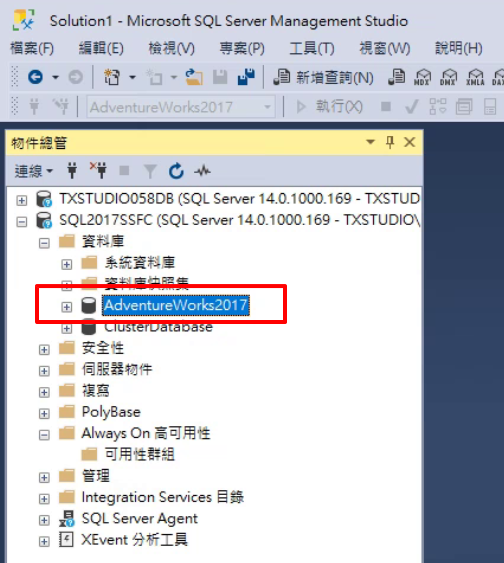 Solution1 - Microsoft SQL Server Management Studio
檔案(F) 編輯(E) 檢視(V) 專案(P) 工具(T) 視窗(W) 說明(H)
新增查詢(N) MDX DMX XMLA DAX
AdventureWorks2017 執行(X)
物件總管
連線
TXSTUDIO058DB (SQL Server 14.0.1000.169 - TXSTUD
SQL2017SSFC (SQL Server 14.0.1000.169 - TXSTUDIO\
資料庫
系統資料庫
資料庫快照集
AdventureWorks2017
ClusterDatabase
安全性
伺服器物件
複寫
PolyBase
Always On 高可用性
可用性群組
管理
Integration Services 目錄
SQL Server Agent
XEvent 分析工具